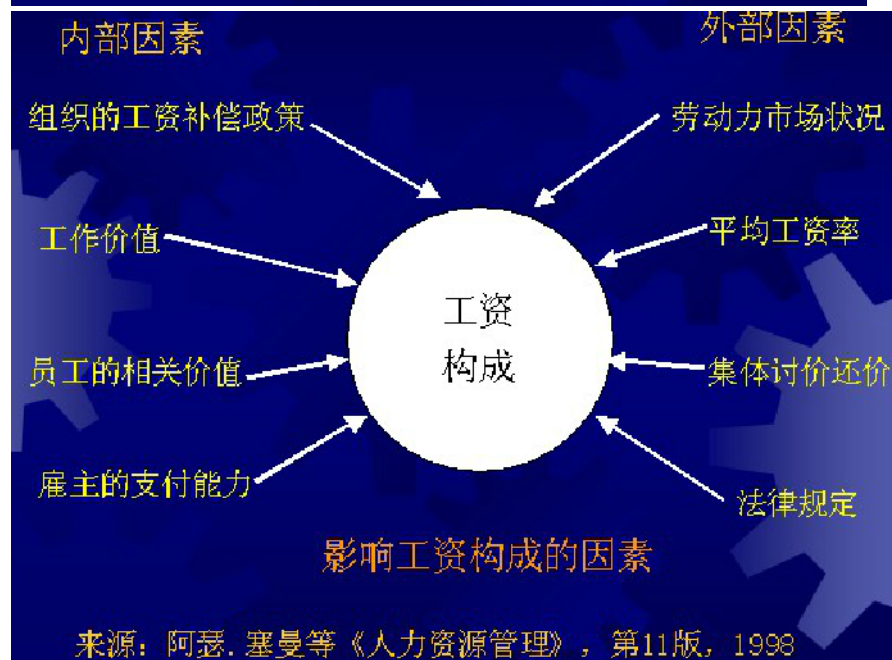 内部因素
外部因素
组织的工资补偿政策
劳动力市场状况
工作价值
平均工资率
工资
构成
员工的相关价值
集体讨价还价
雇主的支付能力
法律规定
影响工资构成的因素
来源：阿瑟.塞曼等《人力资源管理》，第11版，1998